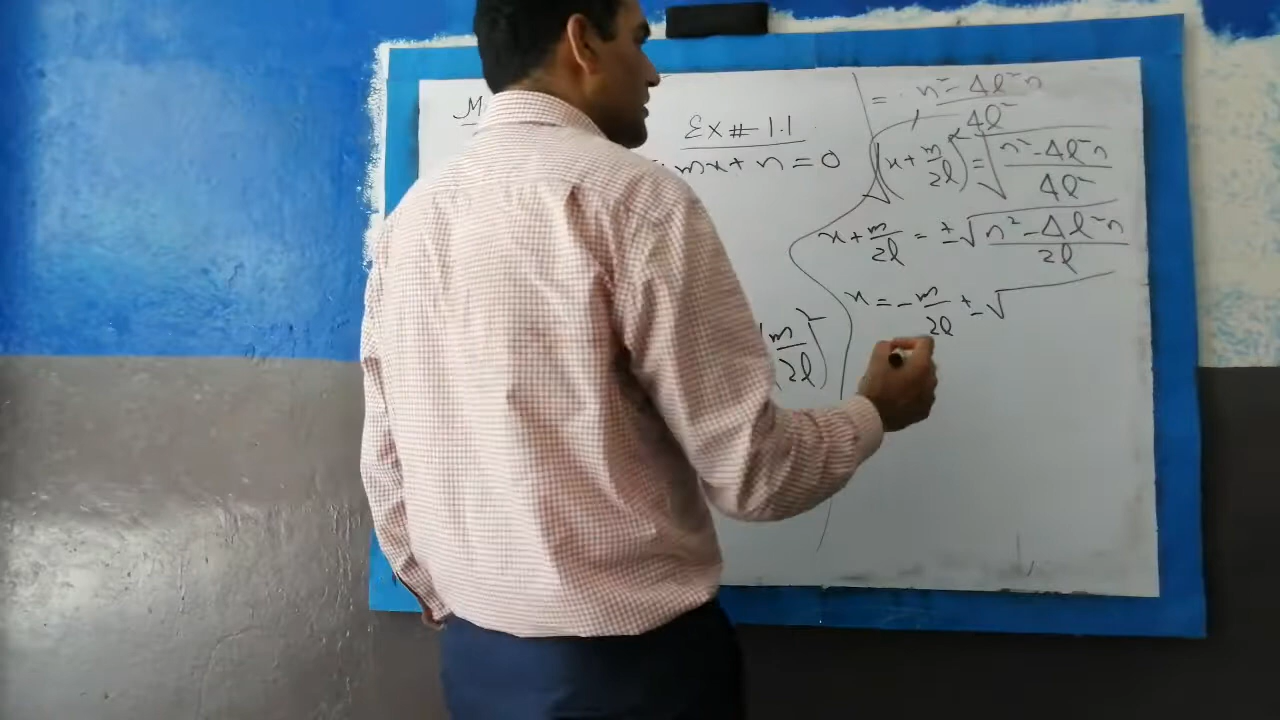 M
Ex # 1.1
mx + n = 0
(m/2l)²
= n² - 4l²n / 4l²
√(x + m/2l)² = √(n² - 4l²n / 4l²)
x + m/2l = ± √(n² - 4l²n) / 2l
x = - m/2l ± √